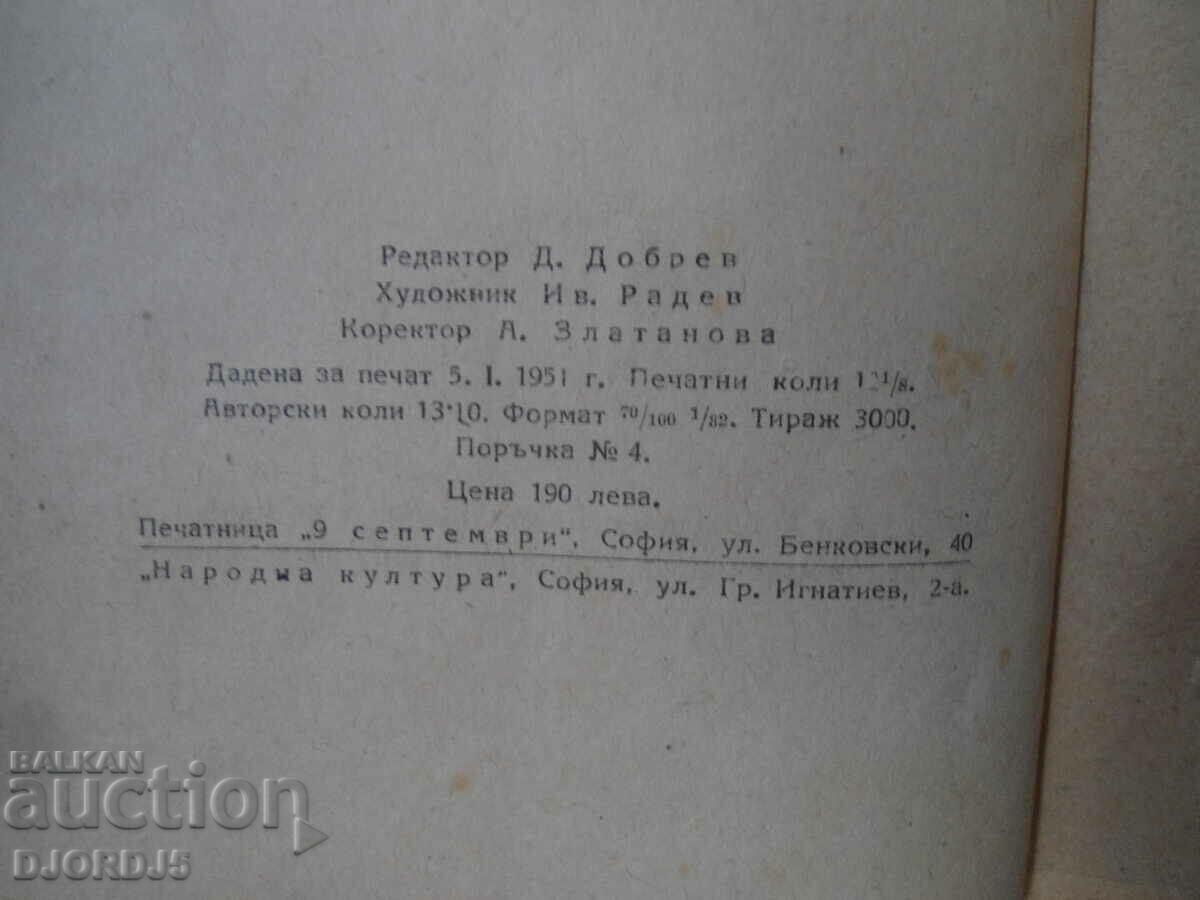 Редактор Д. Добрев
Художник Ив. Радев
Коректор А. Златанова
Дадена за печат 5. I. 1951 г. Печатни коли
Авторски коли 13·10. Формат 70/100 1/32. Тираж 3000.
Поръчка № 4.
Цена 190 лева.
Печатница „9 септември“, София, ул. Бенковски, 40
„Народна култура“, София, ул. Гр. Игнатиев, 2-а.
BALKAN
auction
DJORDJ5